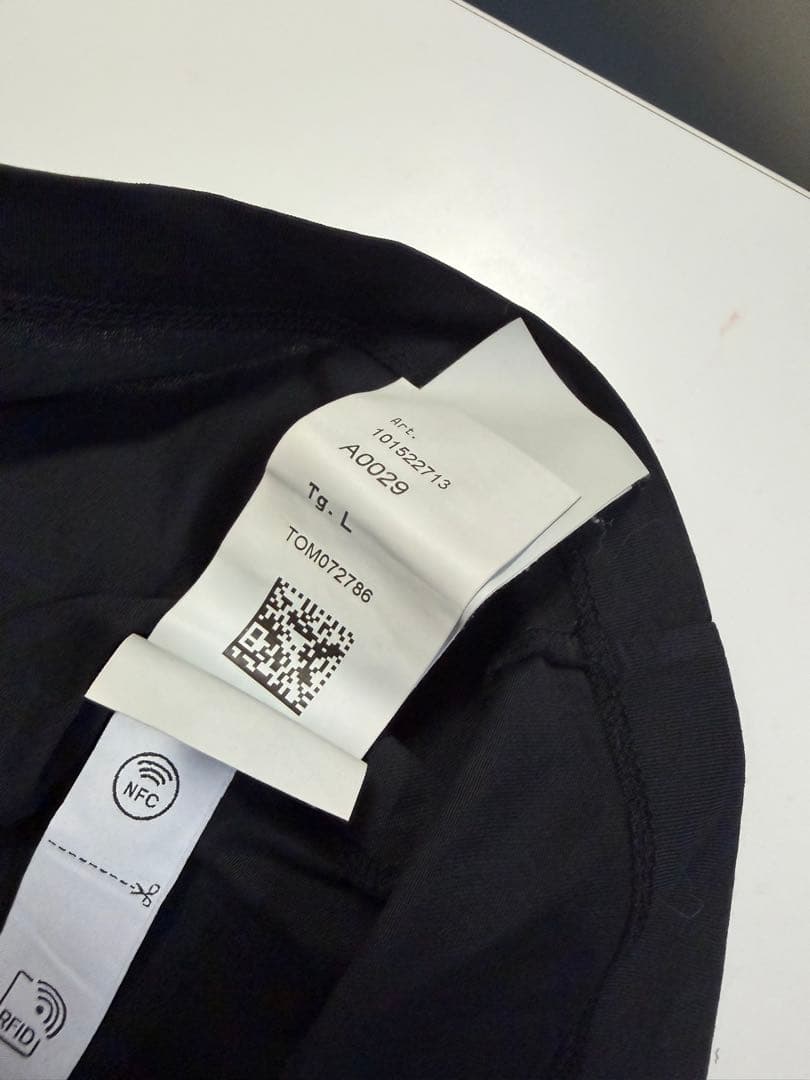 Art.
101522713
A0029
Tg. L
TOM072786
NFC
RFID